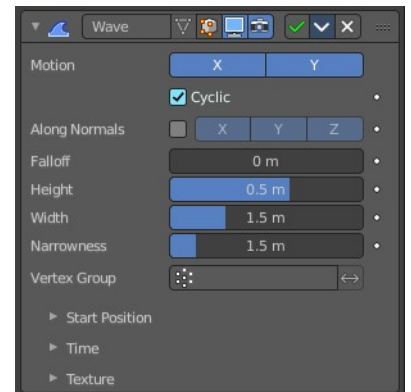 Wave
Motion X Y
Cyclic
Along Normals X Y Z
Falloff 0 m
Height 0.5 m
Width 1.5 m
Narrowness 1.5 m
Vertex Group
Start Position
Time
Texture